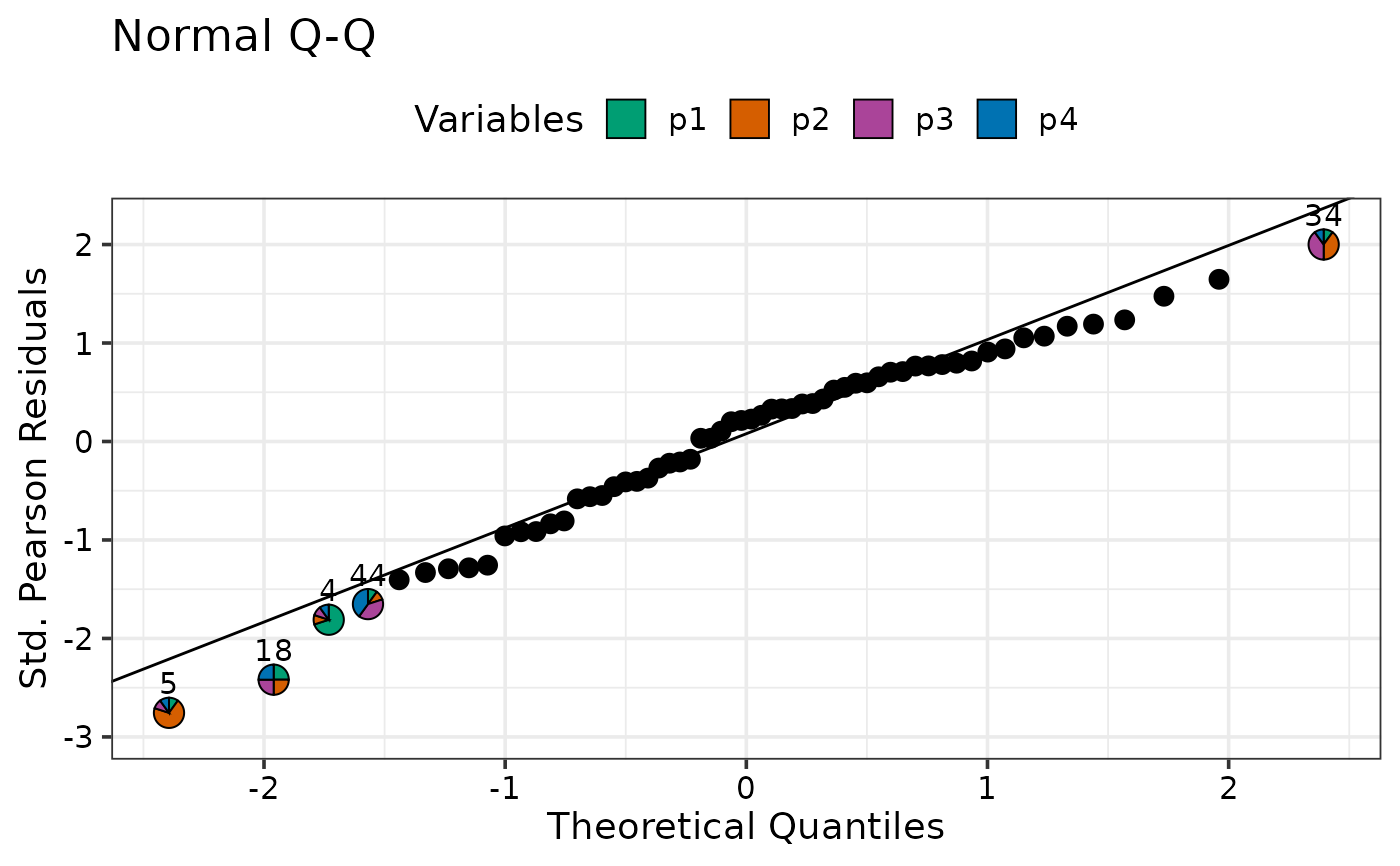 Normal Q-Q
Variables p1 p2 p3 p4
Std. Pearson Residuals
2
1
0
-1
-2
-3
34
44
4
18
5
-2 -1 0 1 2
Theoretical Quantiles